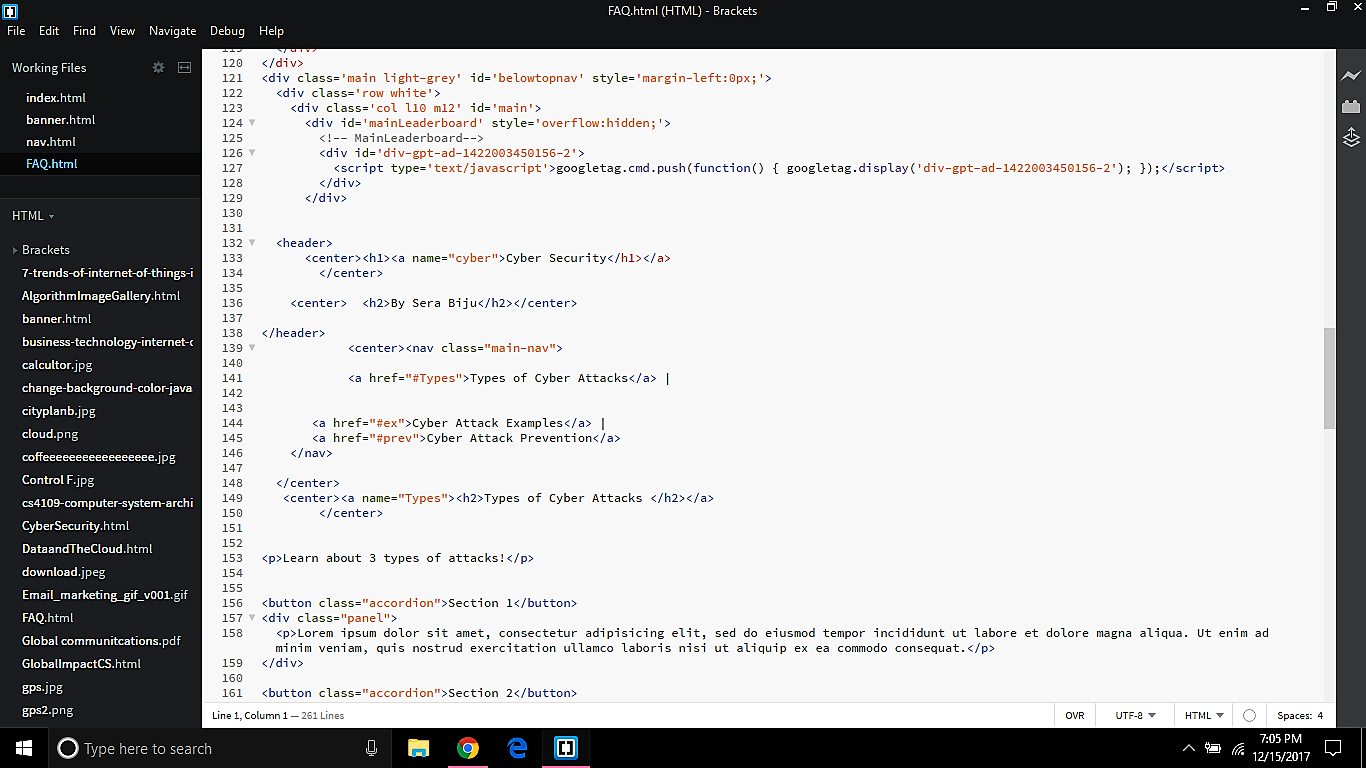 FAQ.html (HTML) - Brackets
File Edit Find View Navigate Debug Help
Working Files
index.html
banner.html
nav.html
FAQ.html
HTML
Brackets
7-trends-of-internet-of-things-i
AlgorithmImageGallery.html
banner.html
business-technology-internet-c
calcultor.jpg
change-background-color-java
cityplanb.jpg
cloud.png
coffeeeeeeeeeeeeeeeee.jpg
Control F.jpg
cs4109-computer-system-archi
CyberSecurity.html
DataandTheCloud.html
download.jpeg
Email_marketing_gif_v001.gif
FAQ.html
Global communitcations.pdf
GlobalImpactCS.html
gps.jpg
gps2.png
119 </div>
120 </div>
121 <div class='main light-grey' id='belowtopnav' style='margin-left:0px;'>
122 <div class='row white'>
123 <div class='col l10 m12' id='main'>
124 <div id='mainLeaderboard' style='overflow:hidden;'>
125 <!-- MainLeaderboard-->
126 <div id='div-gpt-ad-1422003450156-2'>
127 <script type='text/javascript'>googletag.cmd.push(function() { googletag.display('div-gpt-ad-1422003450156-2'); });</script>
128 </div>
129 </div>
130
131
132 <header>
133 <center><h1><a name="cyber">Cyber Security</h1></a>
134 </center>
135
136 <center>  <h2>By Sera Biju</h2></center>
137
138 </header>
139 <center><nav class="main-nav">
140
141 <a href="#Types">Types of Cyber Attacks</a> |
142
143
144 <a href="#ex">Cyber Attack Examples</a> |
145 <a href="#prev">Cyber Attack Prevention</a>
146 </nav>
147
148 </center>
149 <center><a name="Types"><h2>Types of Cyber Attacks </h2></a>
150 </center>
151
152
153 <p>Learn about 3 types of attacks!</p>
154
155
156 <button class="accordion">Section 1</button>
157 <div class="panel">
158 <p>Lorem ipsum dolor sit amet, consectetur adipisicing elit, sed do eiusmod tempor incididunt ut labore et dolore magna aliqua. Ut enim ad
minim veniam, quis nostrud exercitation ullamco laboris nisi ut aliquip ex ea commodo consequat.</p>
159 </div>
160
161 <button class="accordion">Section 2</button>
Line 1, Column 1 — 261 Lines
OVR UTF-8 HTML Spaces: 4
Type here to search
7:05 PM
12/15/2017